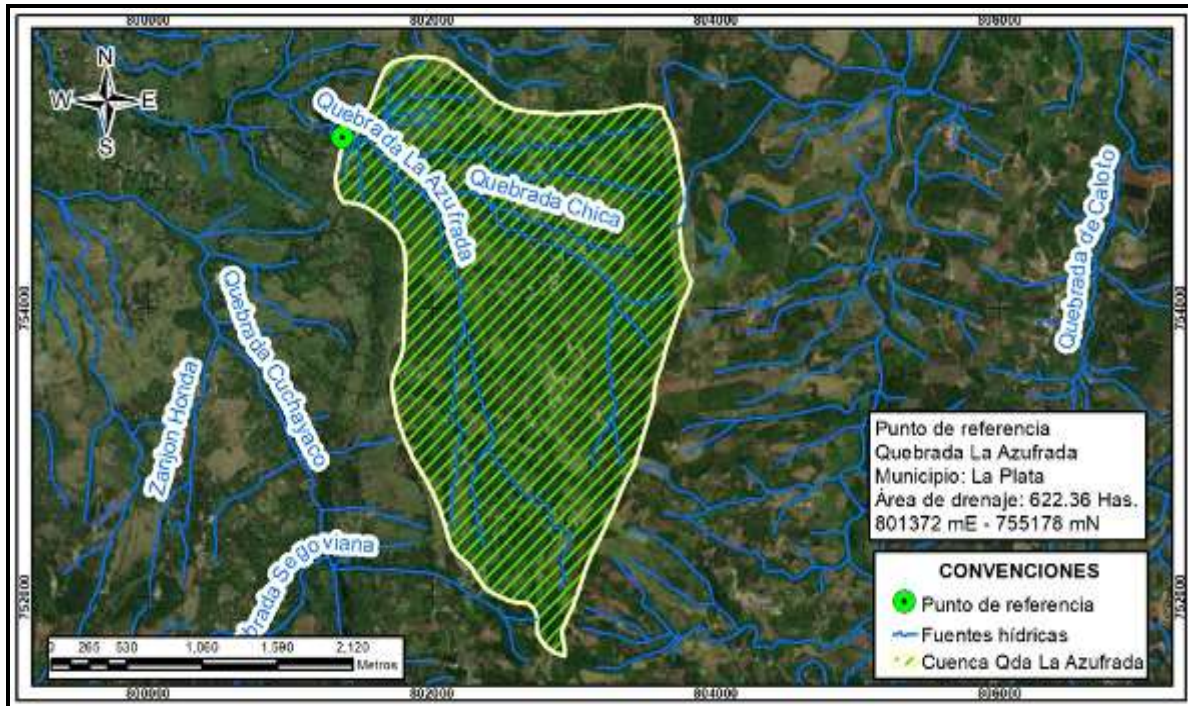 800000 802000 804000 806000
N
W E
S
Quebrada La Azufrada
Quebrada Chica
Quebrada de Caloto
754000
754000
Quebrada Cuchayaco
Zanjon Honda
brada Segoviana
Punto de referencia
Quebrada La Azufrada
Municipio: La Plata
Área de drenaje: 622.36 Has.
801372 mE - 755178 mN
752000
752000
CONVENCIONES
Punto de referencia
Fuentes hídricas
Cuenca Qda La Azufrada
0 265 530 1,060 1,590 2,120
Metros
800000 802000 804000 806000